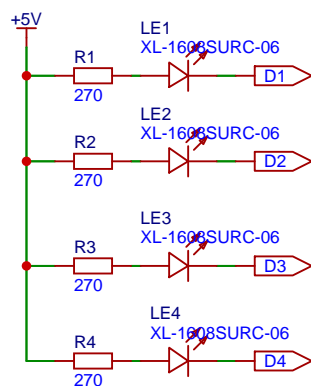 +5V
LE1
XL-1608SURC-06
R1
270
D1
LE2
XL-1608SURC-06
R2
270
D2
LE3
XL-1608SURC-06
R3
270
D3
LE4
XL-1608SURC-06
R4
270
D4